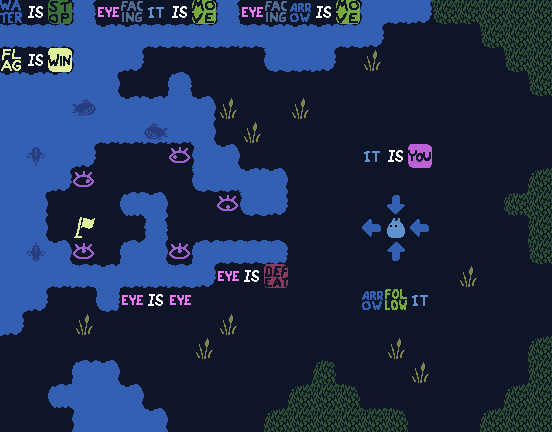 WATER IS STOP EYE FACING IT IS MOVE EYE FACING ARROW IS MOVE
FLAG IS WIN
IT IS YOU
EYE IS DEFEAT
EYE IS EYE
ARROW FOLLOW IT